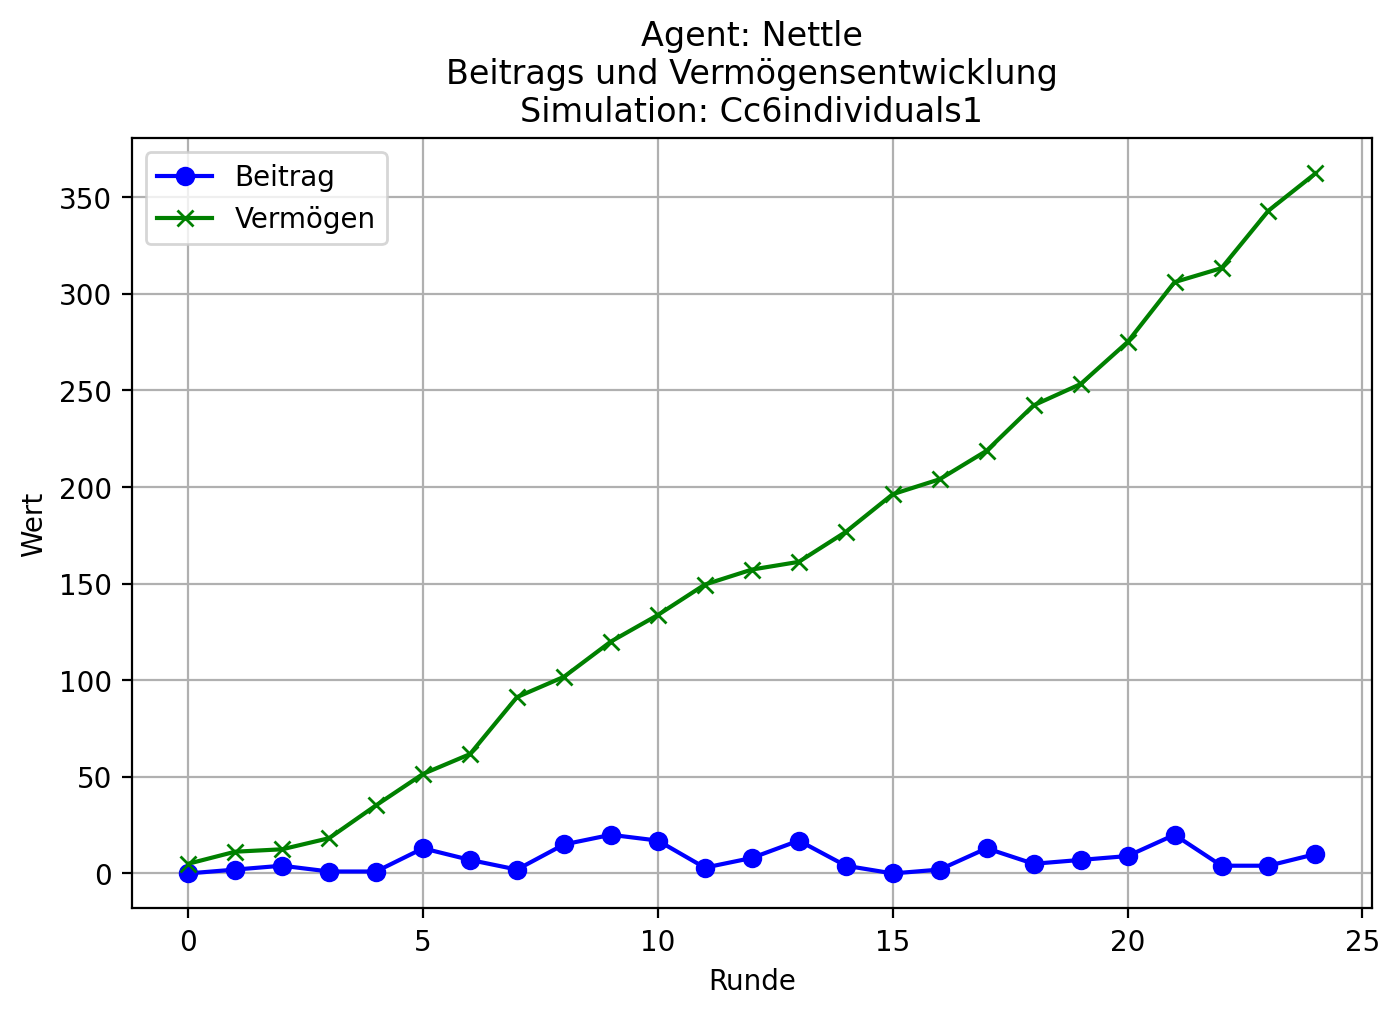 Agent: Nettle
Beitrags und Vermögensentwicklung
Simulation: Cc6individuals1
Beitrag
Vermögen
350
300
250
200
150
100
50
0
Wert
0 5 10 15 20 25
Runde